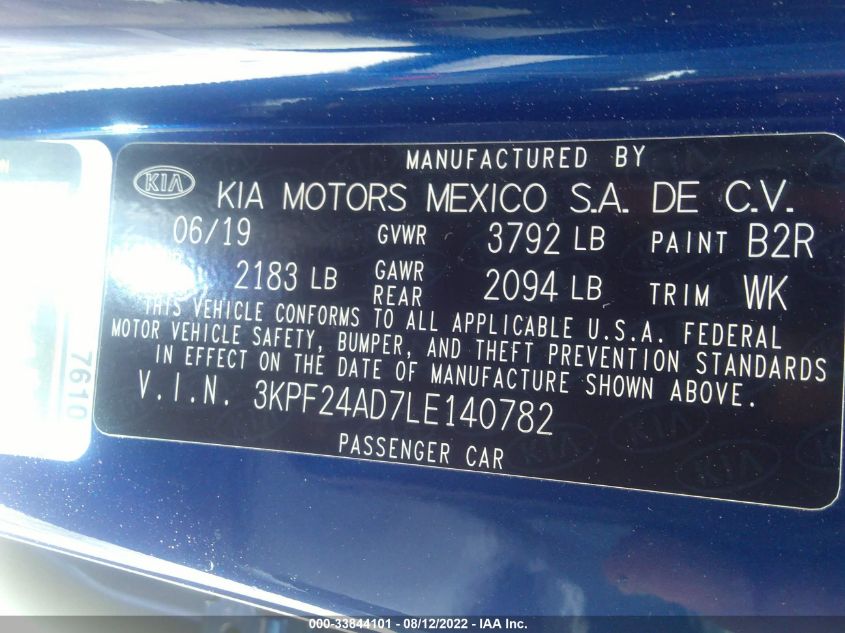 MANUFACTURED BY
KIA KIA MOTORS MEXICO S.A. DE C.V.
06/19 GVWR 3792 LB PAINT B2R
2183 LB GAWR REAR 2094 LB TRIM WK
THIS VEHICLE CONFORMS TO ALL APPLICABLE U.S.A. FEDERAL
MOTOR VEHICLE SAFETY, BUMPER, AND THEFT PREVENTION STANDARDS
IN EFFECT ON THE DATE OF MANUFACTURE SHOWN ABOVE.
V.I.N. 3KPF24AD7LE140782
PASSENGER CAR
7610
000-33844101 - 08/12/2022 - IAA Inc.